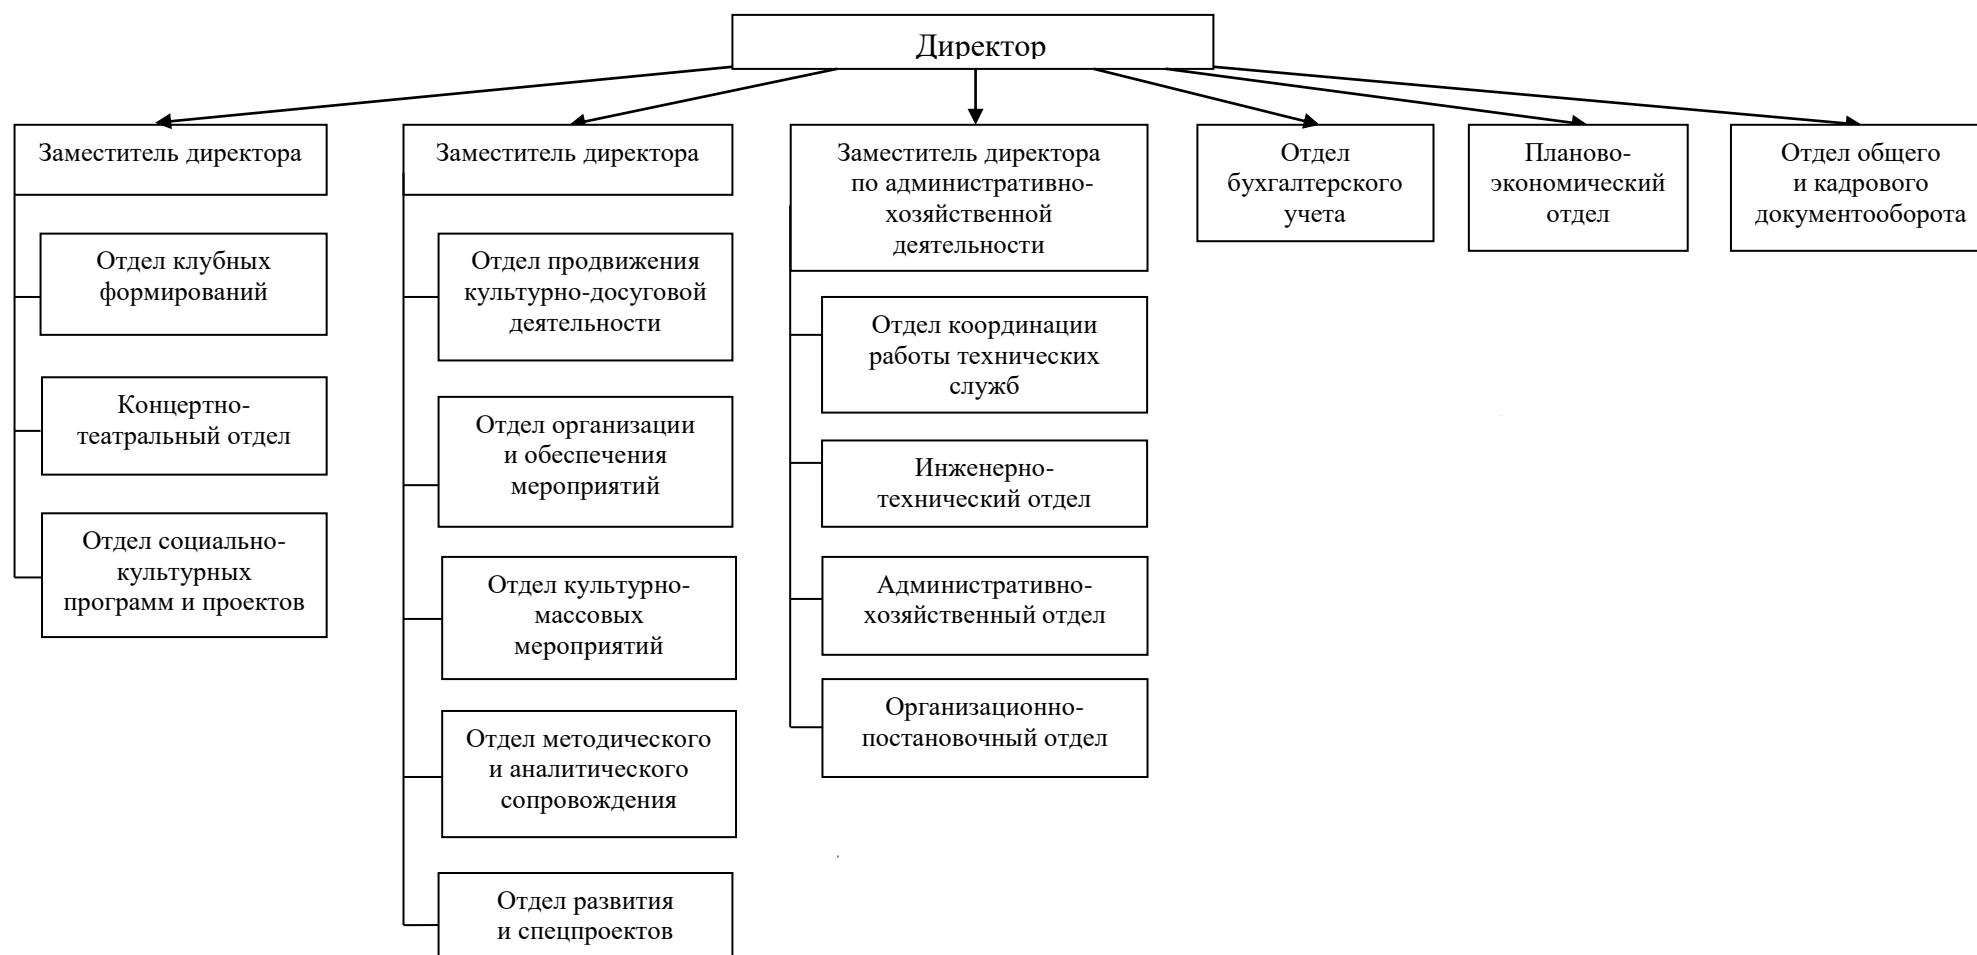 Директор
Заместитель директора
Отдел клубных
формирований
Концертно-
театральный отдел
Отдел социально-
культурных
программ и проектов
Заместитель директора
Отдел продвижения
культурно-досуговой
деятельности
Отдел организации
и обеспечения
мероприятий
Отдел культурно-
массовых
мероприятий
Отдел методического
и аналитического
сопровождения
Отдел развития
и спецпроектов
Заместитель директора
по административно-
хозяйственной
деятельности
Отдел координации
работы технических
служб
Инженерно-
технический отдел
Административно-
хозяйственный отдел
Организационно-
постановочный отдел
Отдел
бухгалтерского
учета
Планово-
экономический
отдел
Отдел общего
и кадрового
документооборота